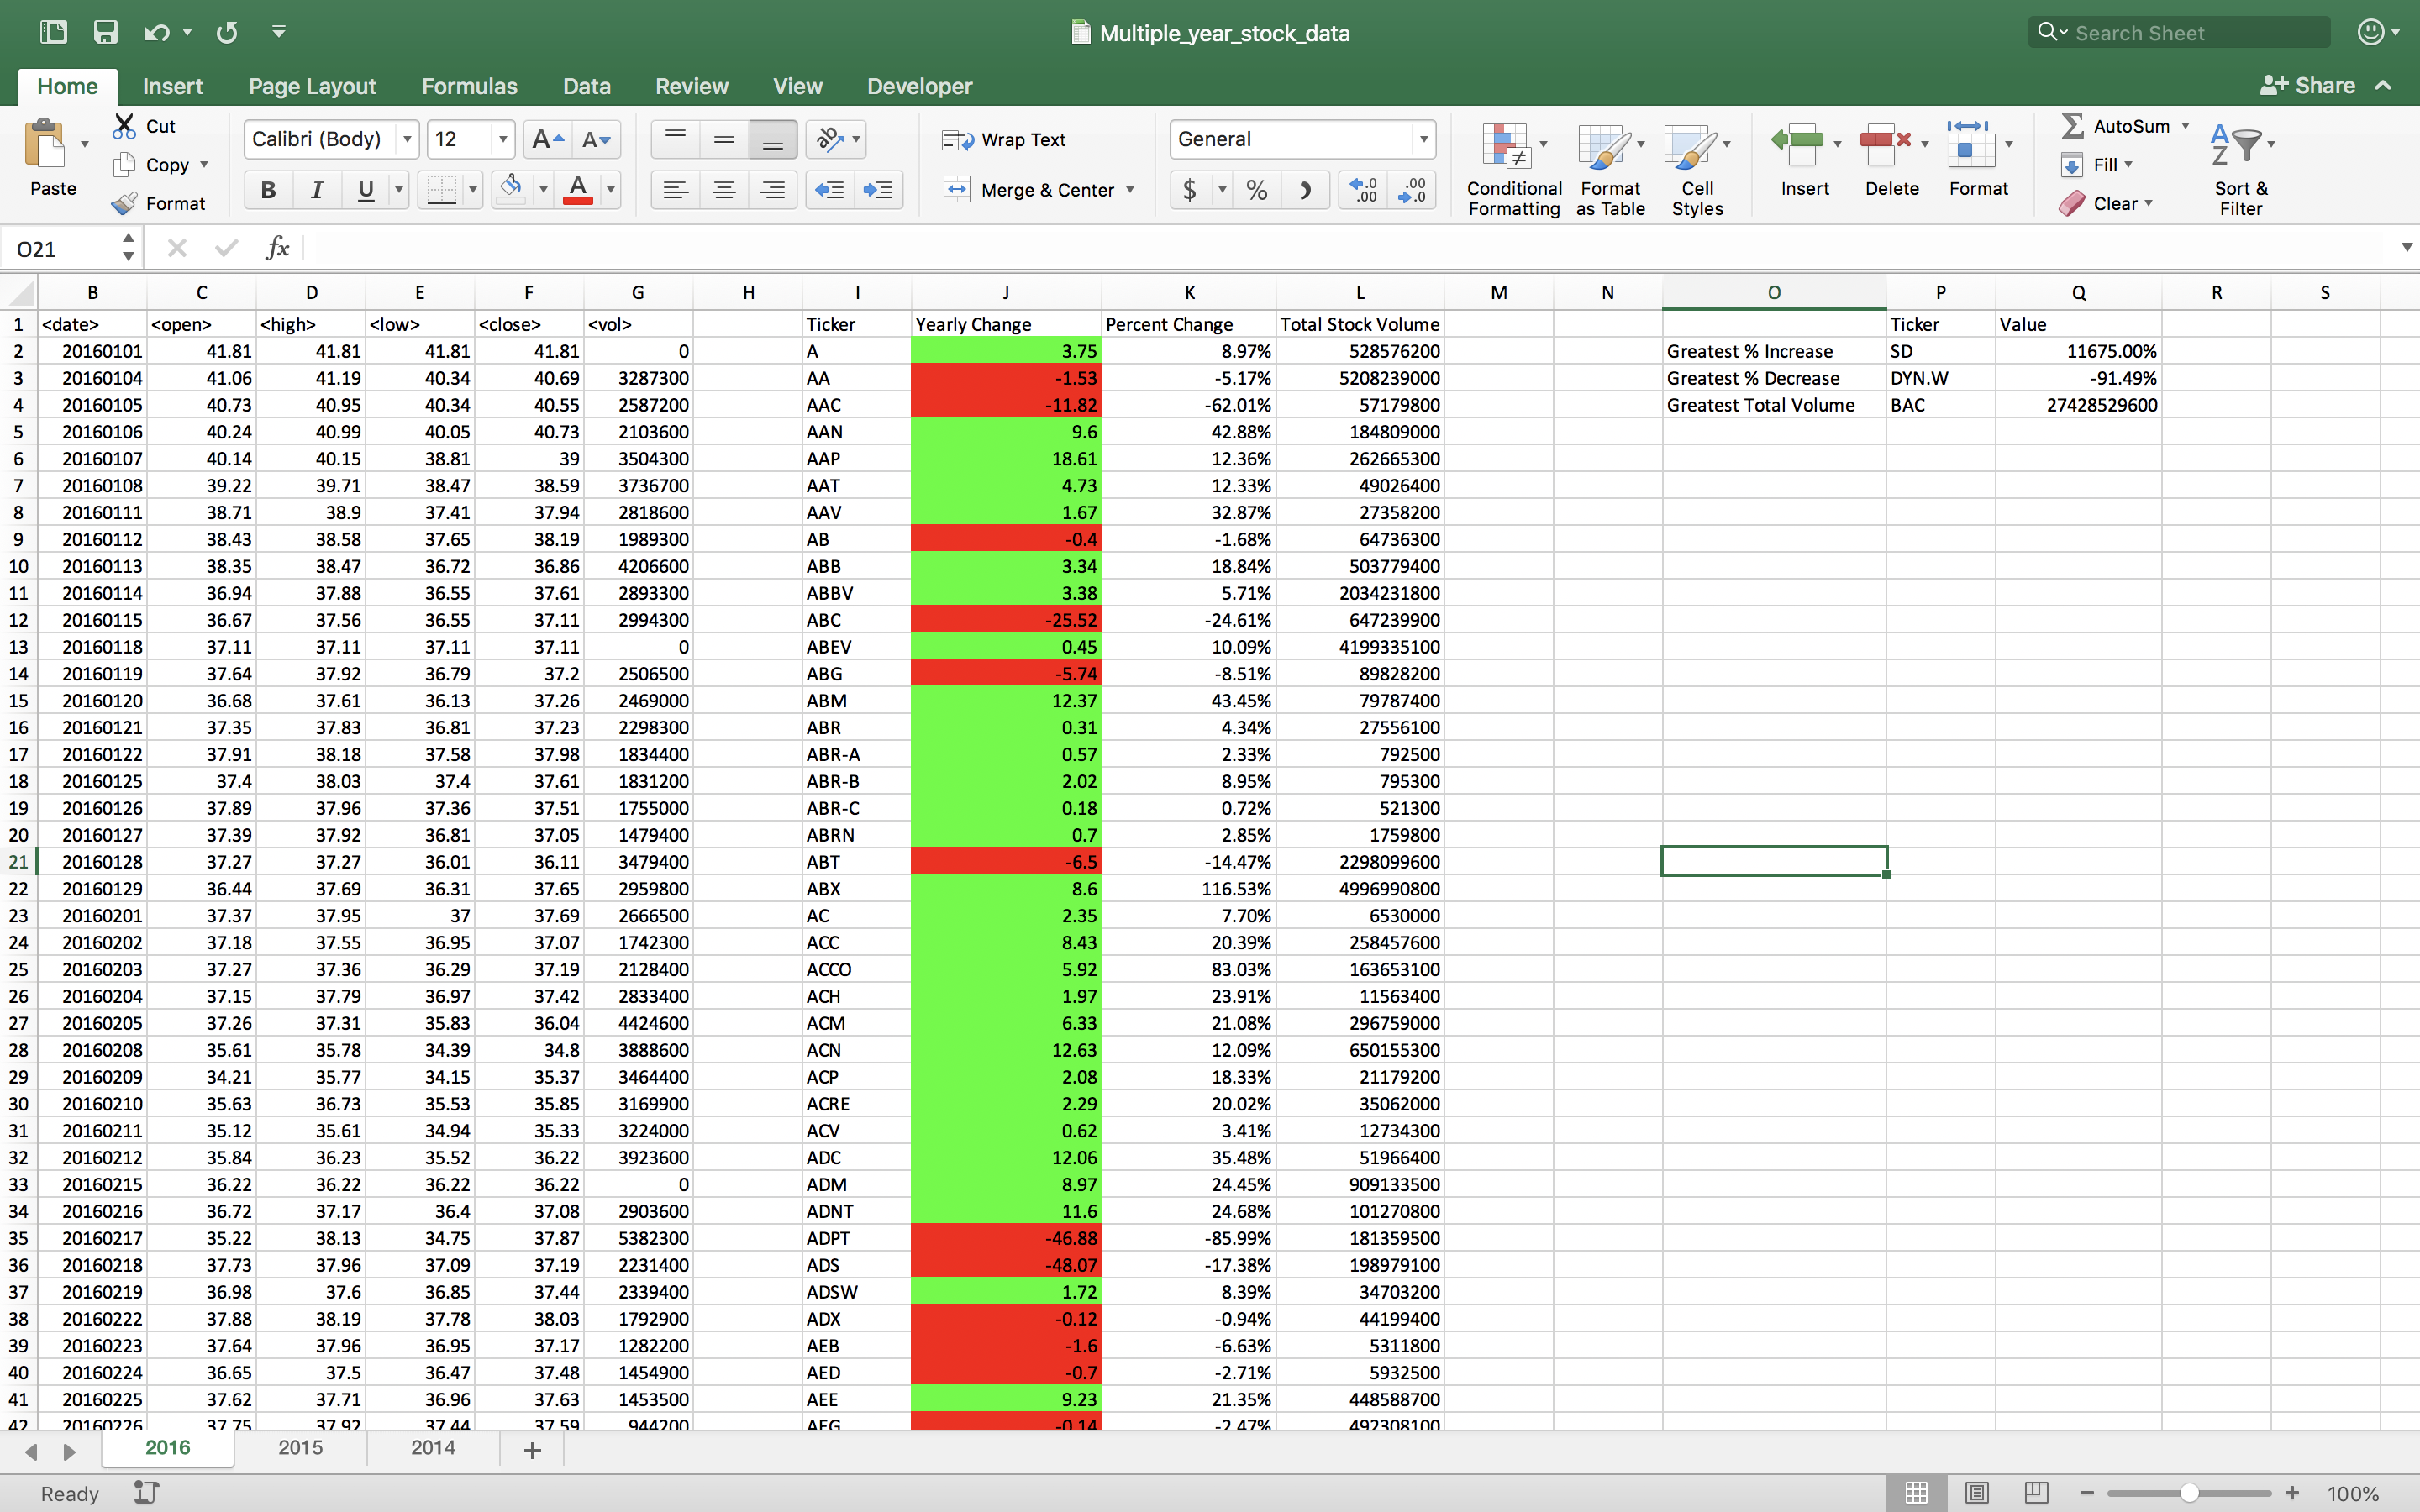 Multiple_year_stock_data
Search Sheet
Home Insert Page Layout Formulas Data Review View Developer Share
Paste Cut Copy Format
Calibri (Body) 12 A A
B I U A
Wrap Text
Merge & Center
General
$ % ) .0 .00 .00 .0
Conditional Formatting
Format as Table
Cell Styles
Insert Delete Format
AutoSum
Fill
Clear
A Z Sort & Filter
O21 fx
B C D E F G H I J K L M N O P Q R S
1 <date> <open> <high> <low> <close> <vol> Ticker Yearly Change Percent Change Total Stock Volume Ticker Value
2 20160101 41.81 41.81 41.81 41.81 0 A 3.75 8.97% 528576200 Greatest % Increase SD 11675.00%
3 20160104 41.06 41.19 40.34 40.69 3287300 AA -1.53 -5.17% 5208239000 Greatest % Decrease DYN.W -91.49%
4 20160105 40.73 40.95 40.34 40.55 2587200 AAC -11.82 -62.01% 57179800 Greatest Total Volume BAC 27428529600
5 20160106 40.24 40.99 40.05 40.73 2103600 AAN 9.6 42.88% 184809000
6 20160107 40.14 40.15 38.81 39 3504300 AAP 18.61 12.36% 262665300
7 20160108 39.22 39.71 38.47 38.59 3736700 AAT 4.73 12.33% 49026400
8 20160111 38.71 38.9 37.41 37.94 2818600 AAV 1.67 32.87% 27358200
9 20160112 38.43 38.58 37.65 38.19 1989300 AB -0.4 -1.68% 64736300
10 20160113 38.35 38.47 36.72 36.86 4206600 ABB 3.34 18.84% 503779400
11 20160114 36.94 37.88 36.55 37.61 2893300 ABBV 3.38 5.71% 2034231800
12 20160115 36.67 37.56 36.55 37.11 2994300 ABC -25.52 -24.61% 647239900
13 20160118 37.11 37.11 37.11 37.11 0 ABEV 0.45 10.09% 4199335100
14 20160119 37.64 37.92 36.79 37.2 2506500 ABG -5.74 -8.51% 89828200
15 20160120 36.68 37.61 36.13 37.26 2469000 ABM 12.37 43.45% 79787400
16 20160121 37.35 37.83 36.81 37.23 2298300 ABR 0.31 4.34% 27556100
17 20160122 37.91 38.18 37.58 37.98 1834400 ABR-A 0.57 2.33% 792500
18 20160125 37.4 38.03 37.4 37.61 1831200 ABR-B 2.02 8.95% 795300
19 20160126 37.89 37.96 37.36 37.51 1755000 ABR-C 0.18 0.72% 521300
20 20160127 37.39 37.92 36.81 37.05 1479400 ABRN 0.7 2.85% 1759800
21 20160128 37.27 37.27 36.01 36.11 3479400 ABT -6.5 -14.47% 2298099600
22 20160129 36.44 37.69 36.31 37.65 2959800 ABX 8.6 116.53% 4996990800
23 20160201 37.37 37.95 37 37.69 2666500 AC 2.35 7.70% 6530000
24 20160202 37.18 37.55 36.95 37.07 1742300 ACC 8.43 20.39% 258457600
25 20160203 37.27 37.36 36.29 37.19 2128400 ACCO 5.92 83.03% 163653100
26 20160204 37.15 37.79 36.97 37.42 2833400 ACH 1.97 23.91% 11563400
27 20160205 37.26 37.31 35.83 36.04 4424600 ACM 6.33 21.08% 296759000
28 20160208 35.61 35.78 34.39 34.8 3888600 ACN 12.63 12.09% 650155300
29 20160209 34.21 35.77 34.15 35.37 3464400 ACP 2.08 18.33% 21179200
30 20160210 35.63 36.73 35.53 35.85 3169900 ACRE 2.29 20.02% 35062000
31 20160211 35.12 35.61 34.94 35.33 3224000 ACV 0.62 3.41% 12734300
32 20160212 35.84 36.23 35.52 36.22 3923600 ADC 12.06 35.48% 51966400
33 20160215 36.22 36.22 36.22 36.22 0 ADM 8.97 24.45% 909133500
34 20160216 36.72 37.17 36.4 37.08 2903600 ADNT 11.6 24.68% 101270800
35 20160217 35.22 38.13 34.75 37.87 5382300 ADPT -46.88 -85.99% 181359500
36 20160218 37.73 37.96 37.09 37.19 2231400 ADS -48.07 -17.38% 198979100
37 20160219 36.98 37.6 36.85 37.44 2339400 ADSW 1.72 8.39% 34703200
38 20160222 37.88 38.19 37.78 38.03 1792900 ADX -0.12 -0.94% 44199400
39 20160223 37.64 37.96 36.95 37.17 1282200 AEB -1.6 -6.63% 5311800
40 20160224 36.65 37.5 36.47 37.48 1454900 AED -0.7 -2.71% 5932500
41 20160225 37.62 37.71 36.96 37.63 1453500 AEE 9.23 21.35% 448588700
42 20160226 37.75 37.92 37.44 37.59 944200 AEG -0.14 -2.47% 492308100
2016 2015 2014 +
Ready 100%